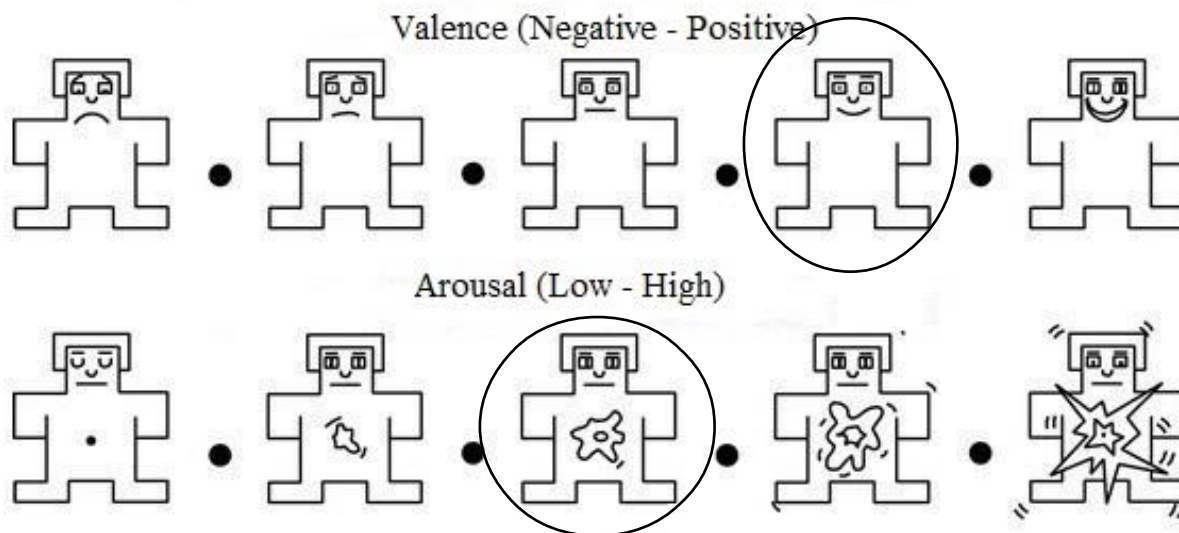 Valence (Negative - Positive)
Arousal (Low - High)